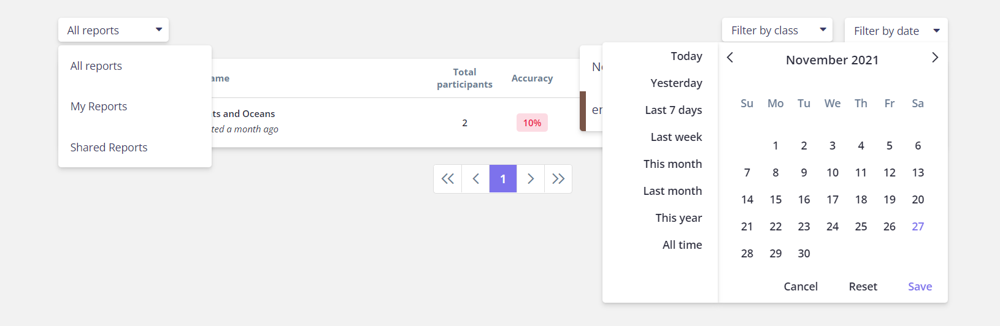 All reports
Filter by class
Filter by date
All reports
My Reports
Shared Reports
ame
Total
participants
Accuracy
ts and Oceans
ted a month ago
2
10%
<<
<
1
>
>>
Today
Yesterday
Last 7 days
Last week
This month
Last month
This year
All time
November 2021
Su Mo Tu We Th Fr Sa
1 2 3 4 5 6
7 8 9 10 11 12 13
14 15 16 17 18 19 20
21 22 23 24 25 26 27
28 29 30
Cancel Reset Save